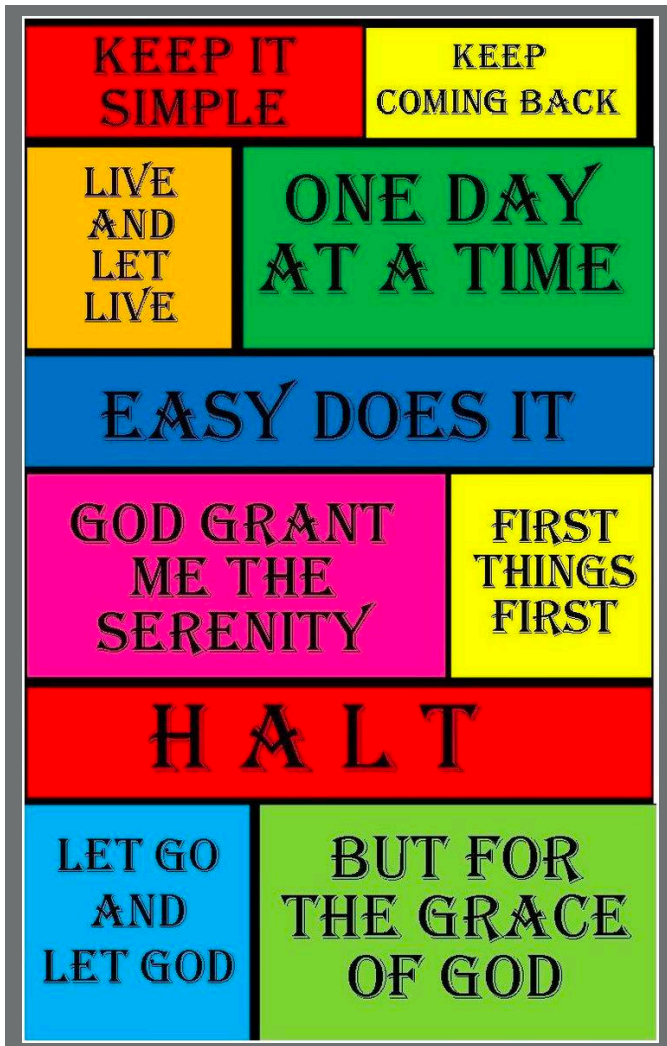 KEEP IT
SIMPLE
KEEP
COMING BACK
LIVE
AND
LET
LIVE
ONE DAY
AT A TIME
EASY DOES IT
GOD GRANT
ME THE
SERENITY
FIRST
THINGS
FIRST
H A L T
LET GO
AND
LET GOD
BUT FOR
THE GRACE
OF GOD